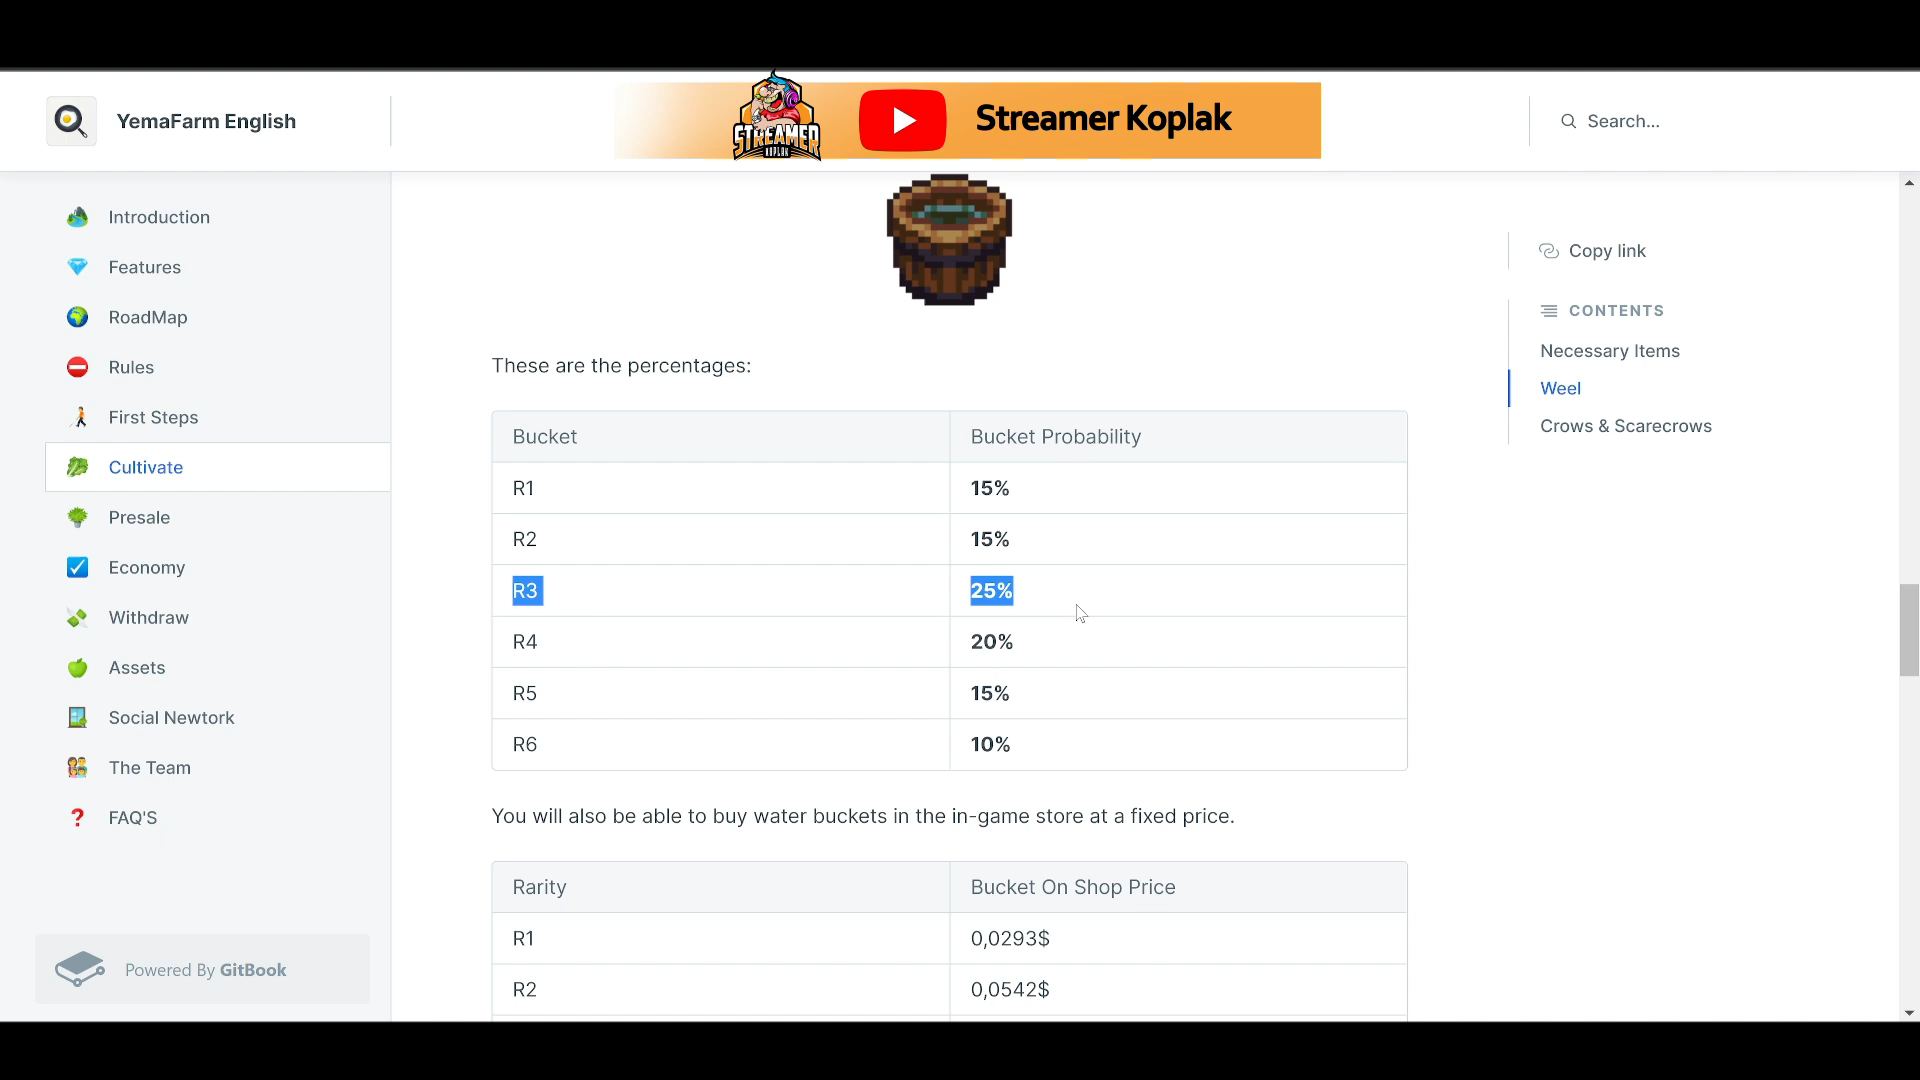 YemaFarm English
STREAMER
KOPLAK
Streamer Koplak
Search...
Introduction
Features
RoadMap
Rules
First Steps
Cultivate
Presale
Economy
Withdraw
Assets
Social Newtork
The Team
FAQ'S
Powered By GitBook
These are the percentages:
Bucket Bucket Probability
R1 15%
R2 15%
R3 25%
R4 20%
R5 15%
R6 10%
You will also be able to buy water buckets in the in-game store at a fixed price.
Rarity Bucket On Shop Price
R1 0,0293$
R2 0,0542$
Copy link
CONTENTS
Necessary Items
Weel
Crows & Scarecrows